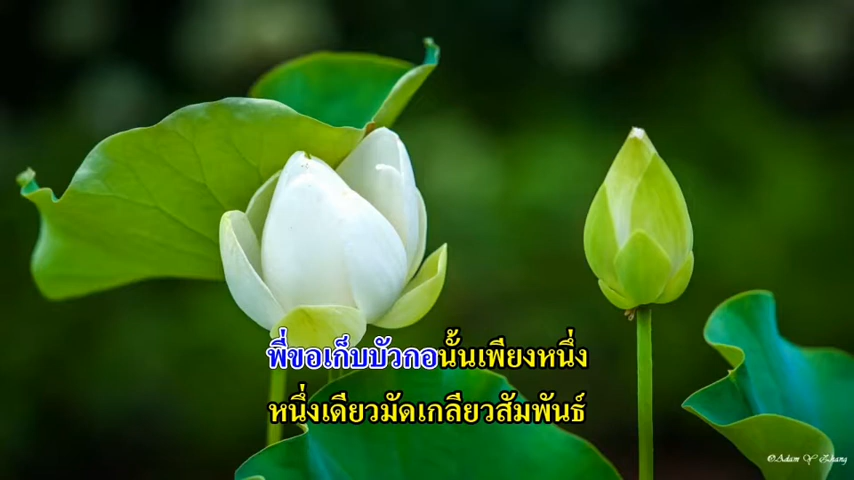 พี่ขอเก็บบัวกอนั้นเพียงหนึ่ง
หนึ่งเดียวมัดเกลียวสัมพันธ์
©Adam Y Zhang